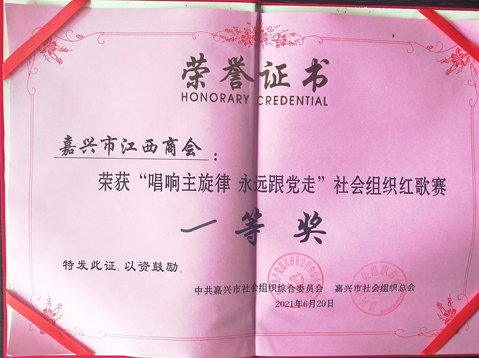 荣誉证书
HONORARY CREDENTIAL
嘉兴市江西商会：
荣获“唱响主旋律 永远跟党走”社会组织红歌赛
一等奖
特发此证，以资鼓励。
中共嘉兴市社会组织综合委员会 嘉兴市社会组织总会
2021年6月29日